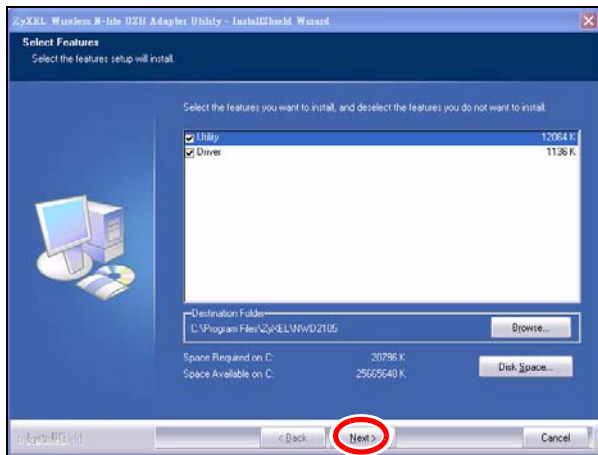 ZyXEL Wireless N-lite USB Adapter Utility - InstallShield Wizard
Select Features
Select the features setup will install.
Select the features you want to install, and deselect the features you do not want to install.
Utility 12064 K
Driver 1136 K
Destination Folder
C:\Program Files\ZyXEL\NWD2105
Browse...
Space Required on C: 20796 K
Space Available on C: 25665640 K
Disk Space...
InstallShield
< Back
Next >
Cancel